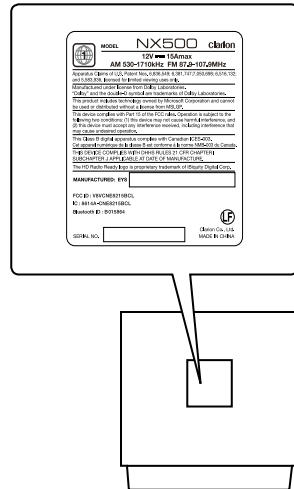 MODEL NX500 clarion
12V 15Amax
AM 530-1710kHz FM 87.9-107.9MHz
Apparatus Claims of U.S. Patent Nos. 6,836,549; 6,381,747;7,050,698; 6,516,132;
and 5,583,936, licensed for limited viewing uses only.
Manufactured under license from Dolby Laboratories.
"Dolby" and the double-D symbol are trademarks of Dolby Laboratories.
This product includes technology owned by Microsoft Corporation and cannot
be used or distributed without a license from MSLGP.
This device complies with Part 15 of the FCC rules. Operation is subject to the
following two conditions: (1) this device may not cause harmful interference, and
(2) this device must accept any interference received, including interference that
may cause undesired operation.
This Class B digital apparatus complies with Canadian ICES-003.
Cet appareil numérique de la classe B est conforme à la norme NMB-003 du Canada.
THIS DEVICE COMPLIES WITH DHHS RULES 21 CFR CHAPTER I
SUBCHAPTER J APPLICABLE AT DATE OF MANUFACTURE.
The HD Radio Ready logo is proprietary trademark of iBiquity Digital Corp.
MANUFACTURED: EYS
FCC ID : V8VCNE8215BCL
IC : 8614A-CNE8215BCL
Bluetooth ID : B015864
LF
Clarion Co., Ltd.
SERIAL NO. MADE IN CHINA